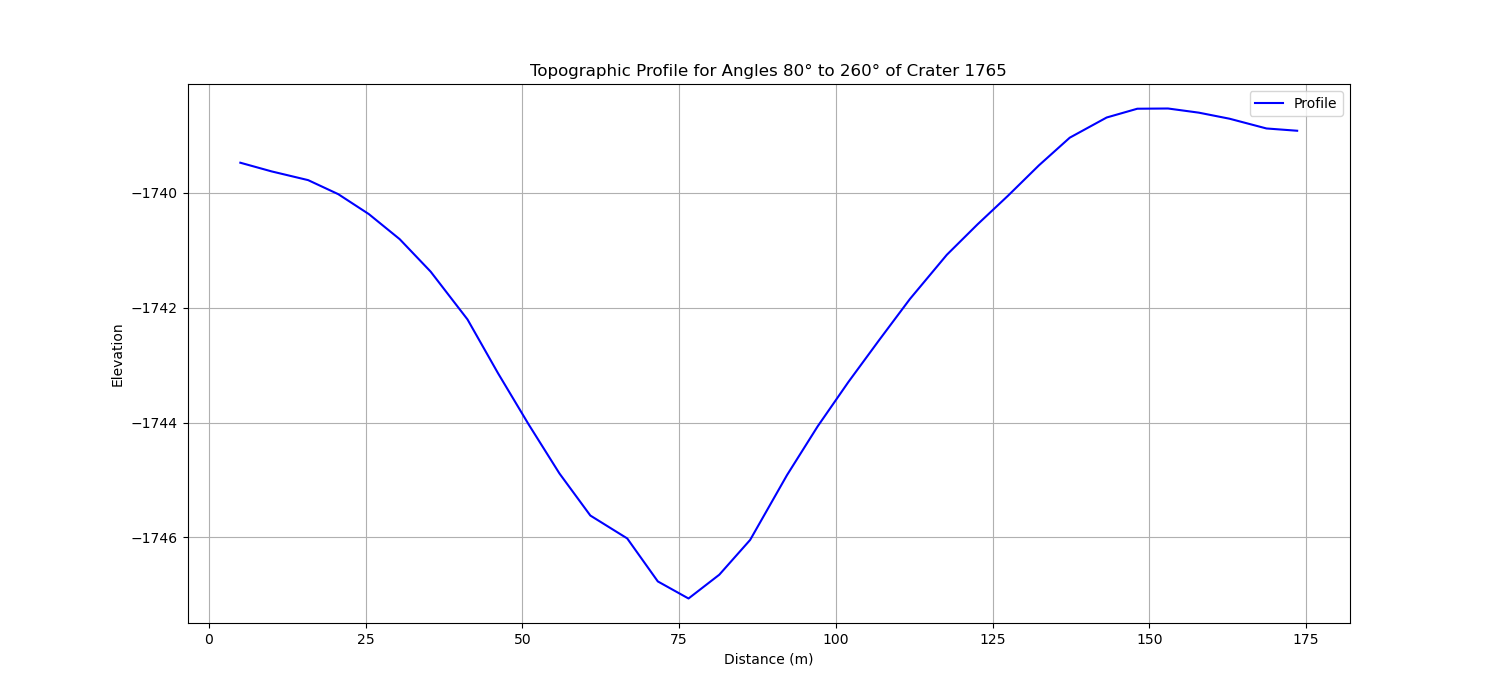 Topographic Profile for Angles 80° to 260° of Crater 1765
Profile
−1740
−1742
−1744
−1746
Elevation
0 25 50 75 100 125 150 175
Distance (m)